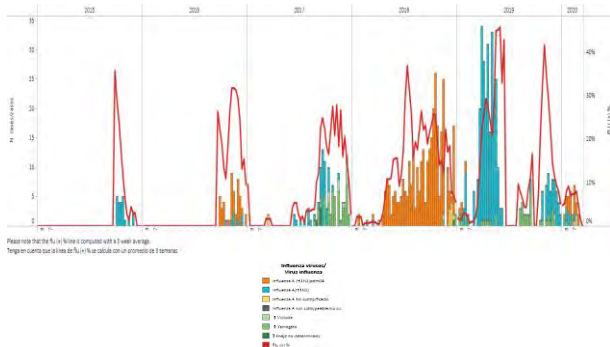 2015 2016 2017 2018 2019 2020
35
30
25
20
15
10
5
0
40%
30%
20%
10%
0%
Please note that the flu (+) % line is computed with a 3 week average.
Tenga en cuenta que la línea de flu (+) % se calcula con un promedio de 3 semanas.
Influenza viruses/
Virus influenza
Influenza A (H1N1)pdm09
Influenza A (H3N2)
Influenza A no subtipificado
B Victoria
B Yamagata
B linaje no determinado
Flu (+) %